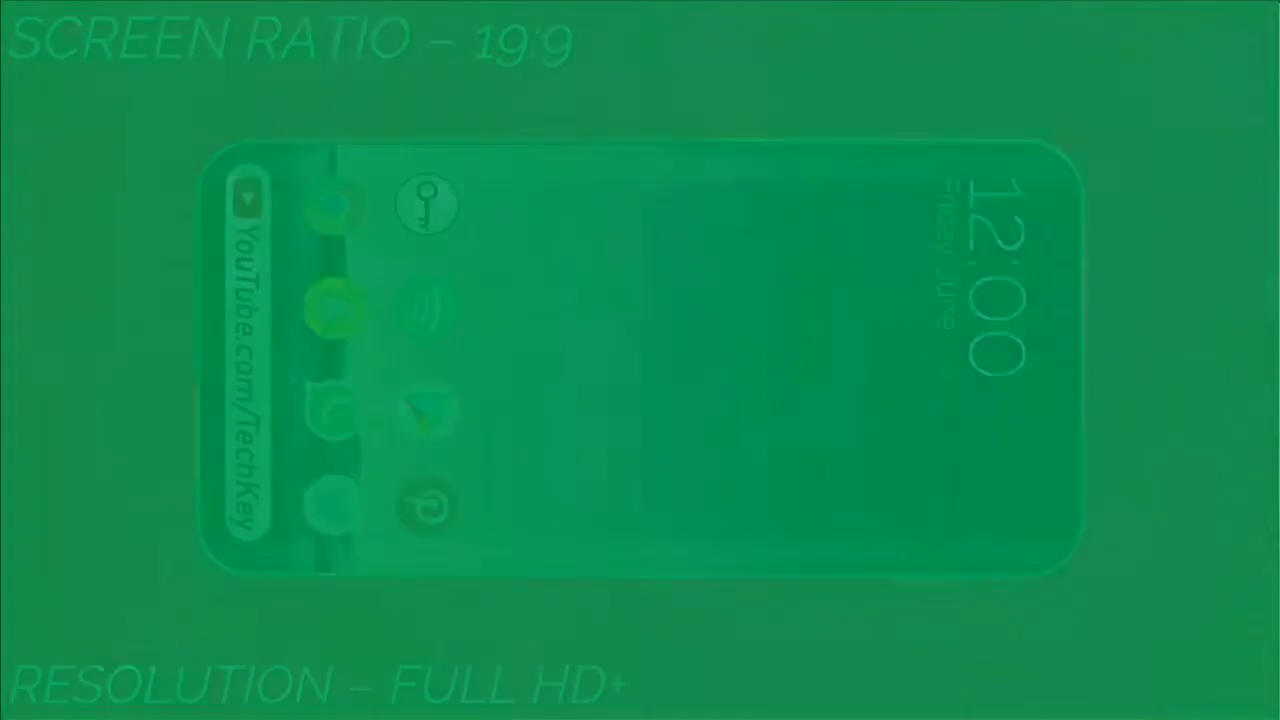 SCREEN RATIO – 19:9
12:00
Friday, June
YouTube.com/TechKey
RESOLUTION – FULL HD+